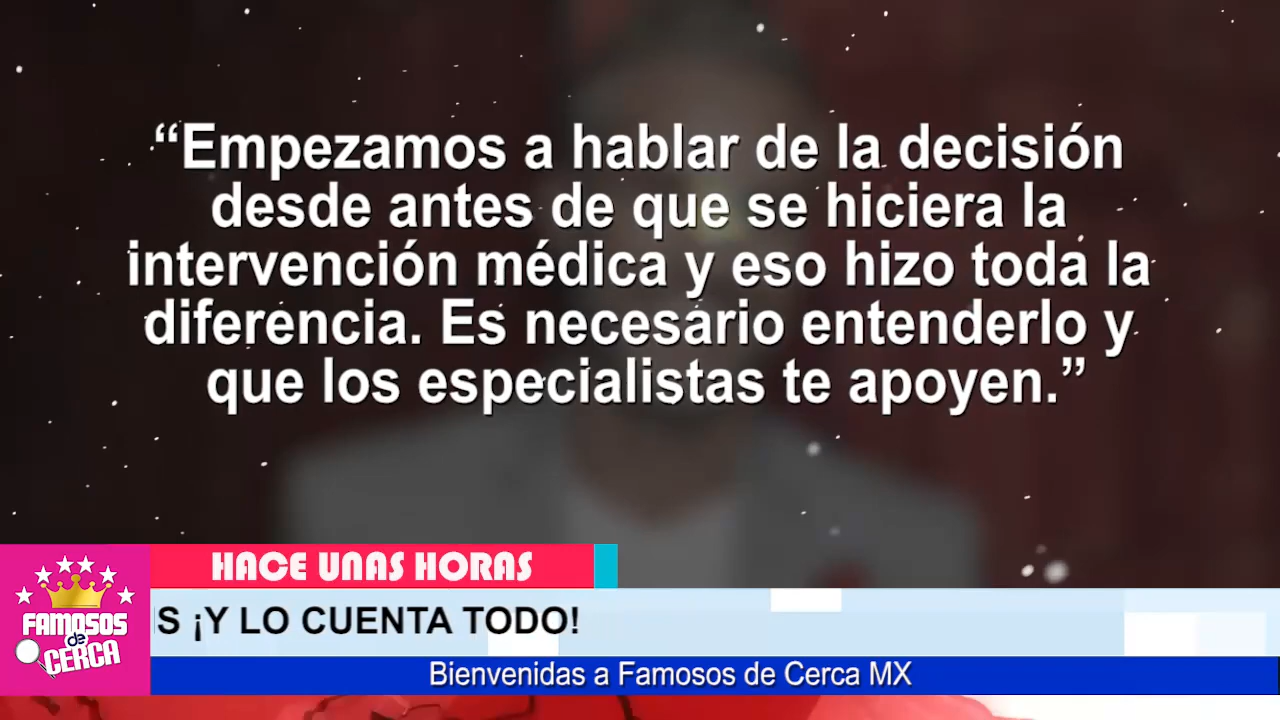 “Empezamos a hablar de la decisión
desde antes de que se hiciera la
intervención médica y eso hizo toda la
diferencia. Es necesario entenderlo y
que los especialistas te apoyen.”
HACE UNAS HORAS
S ¡Y LO CUENTA TODO!
FAMOSOS
de
CERCA
Bienvenidas a Famosos de Cerca MX